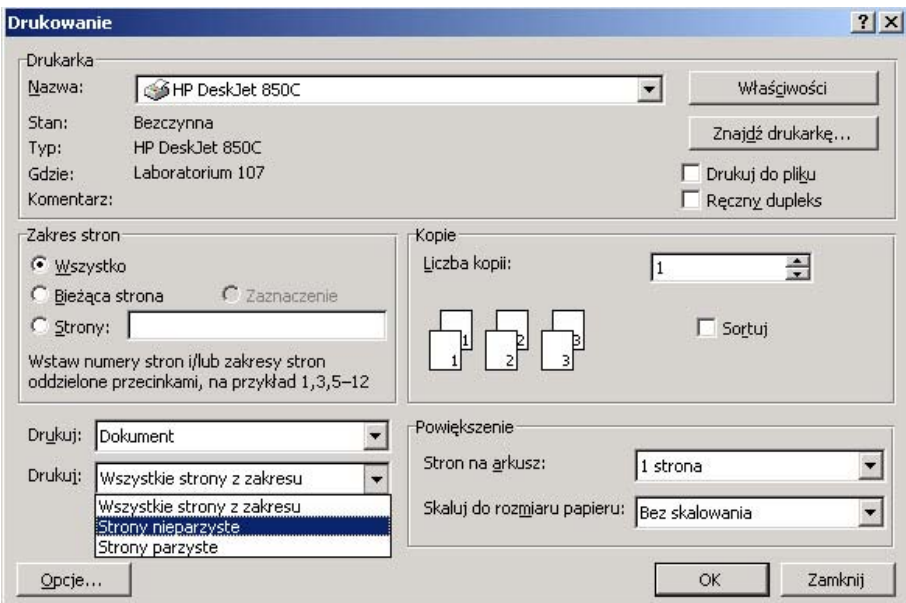 Drukowanie
Drukarka
Nazwa: HP DeskJet 850C Właściwości
Stan: Bezczynna
Typ: HP DeskJet 850C Znajdź drukarkę...
Gdzie: Laboratorium 107 Drukuj do pliku
Komentarz: Ręczny dupleks
Zakres stron
Wszystko
Bieżąca strona Zaznaczenie
Strony:
Wstaw numery stron i/lub zakresy stron
oddzielone przecinkami, na przykład 1,3,5–12
Kopie
Liczba kopii: 1
1 1 2 2 3 3
Sortuj
Drukuj: Dokument
Drukuj: Wszystkie strony z zakresu
Wszystkie strony z zakresu
Strony nieparzyste
Strony parzyste
Powiększenie
Stron na arkusz: 1 strona
Skaluj do rozmiaru papieru: Bez skalowania
Opcje... OK Zamknij